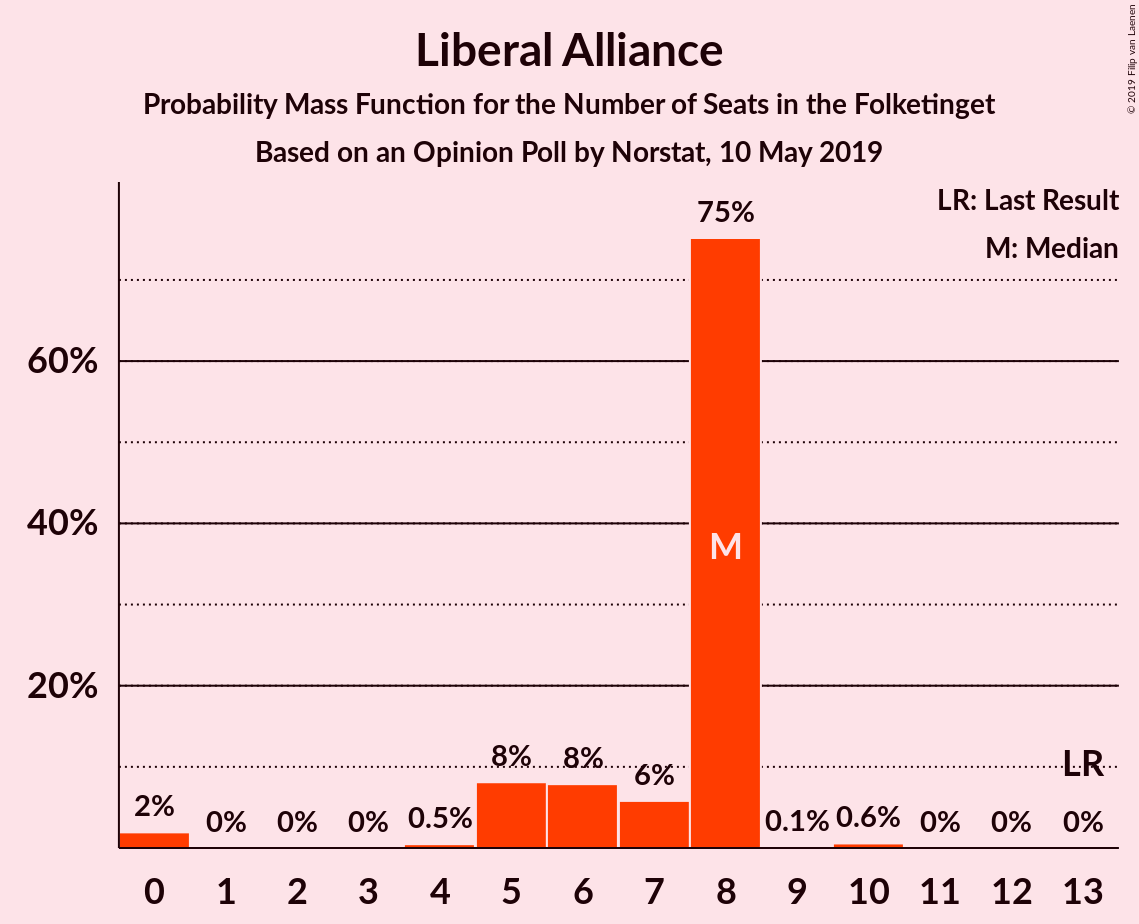 Liberal Alliance
Probability Mass Function for the Number of Seats in the Folketinget
Based on an Opinion Poll by Norstat, 10 May 2019
© 2019 Filip van Laenen
LR: Last Result
M: Median
60%
40%
20%
2%
0%
0%
0%
0.5%
8%
8%
6%
75%
M
0.1%
0.6%
0%
0%
0%
LR
0 1 2 3 4 5 6 7 8 9 10 11 12 13